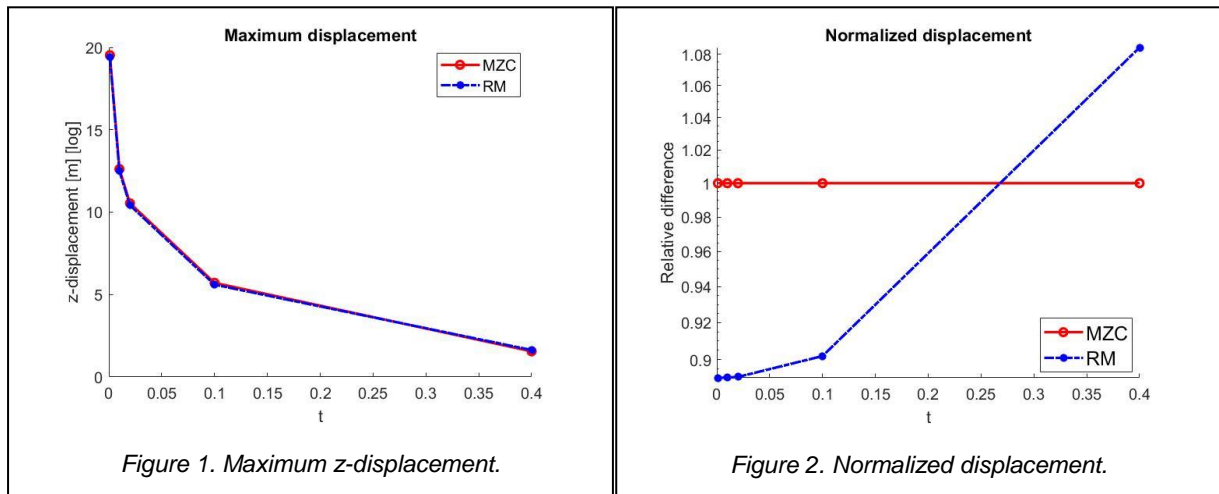 Maximum displacement
MZC
RM
z-displacement [m] [log]
20
15
10
5
0
0
0.05
0.1
0.15
0.2
0.25
0.3
0.35
0.4
t
Figure 1. Maximum z-displacement.
Normalized displacement
Relative difference
1.08
1.06
1.04
1.02
1
0.98
0.96
0.94
0.92
0.9
MZC
RM
0
0.05
0.1
0.15
0.2
0.25
0.3
0.35
0.4
t
Figure 2. Normalized displacement.